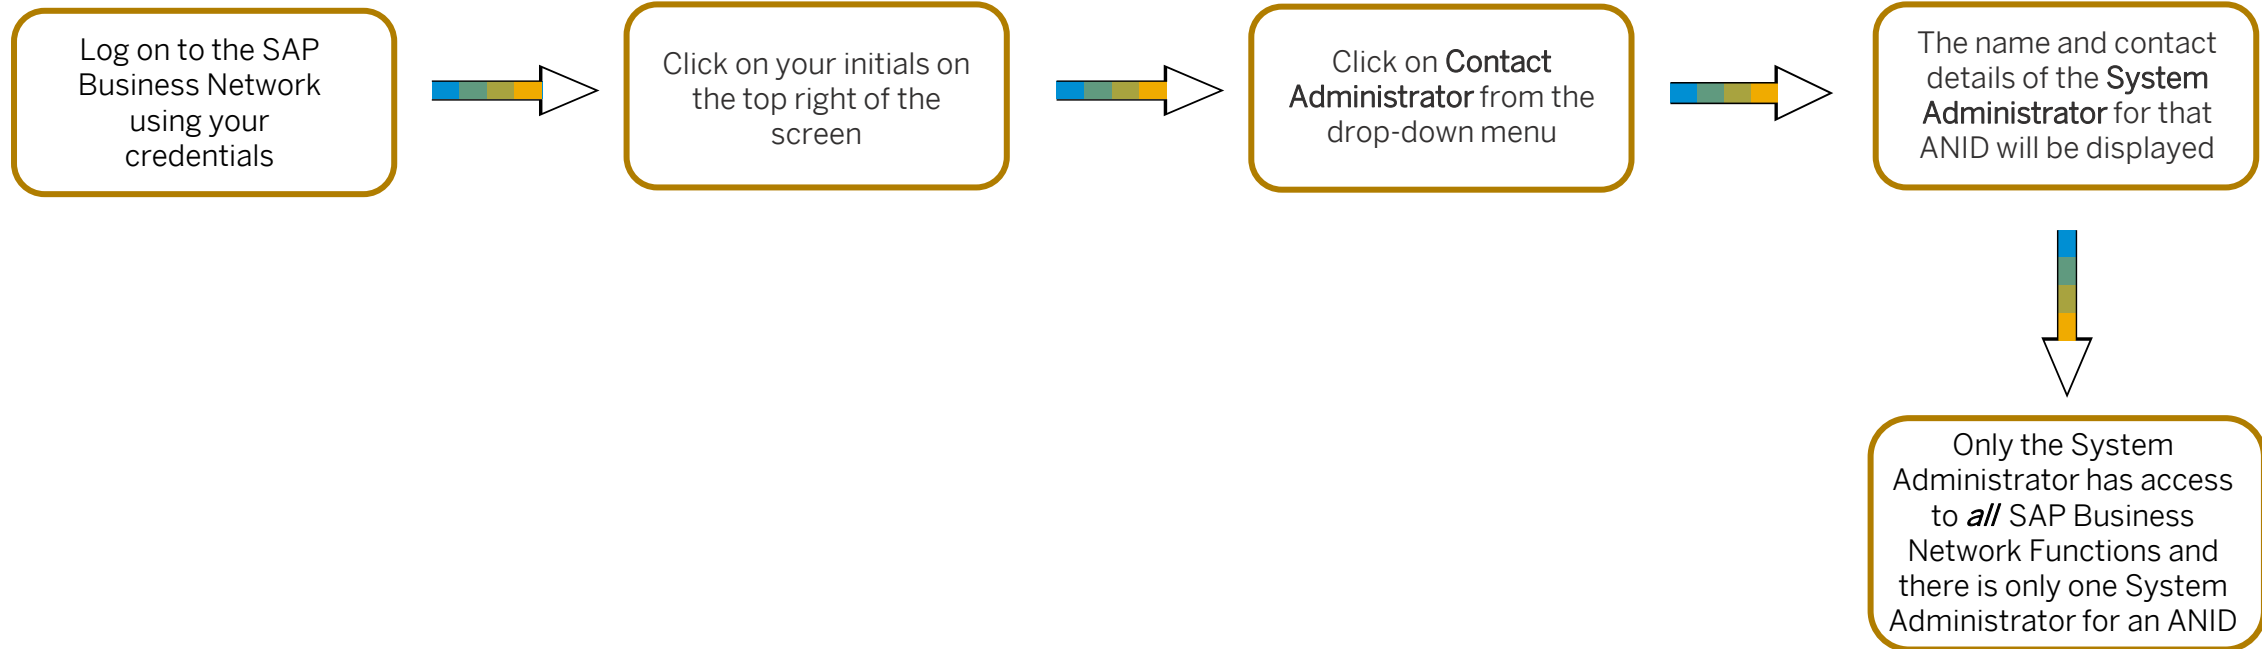 Log on to the SAP
Business Network
using your
credentials
Click on your initials on
the top right of the
screen
Click on Contact
Administrator from the
drop-down menu
The name and contact
details of the System
Administrator for that
ANID will be displayed
Only the System
Administrator has access
to all SAP Business
Network Functions and
there is only one System
Administrator for an ANID